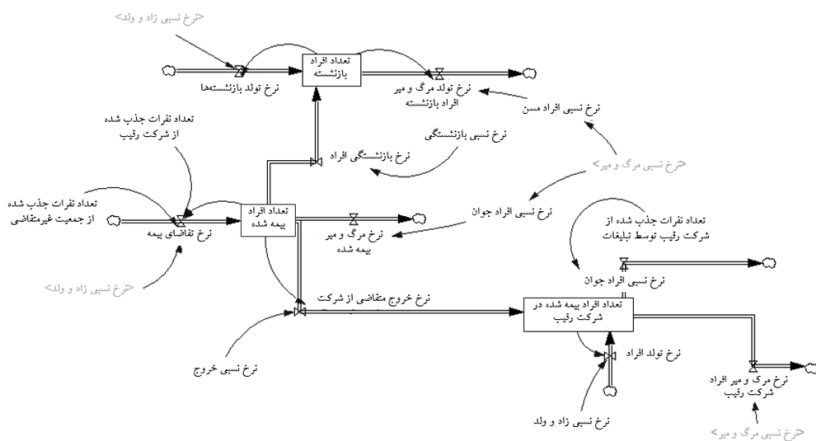 <نرخ نسبی زاد و ولد>
تعداد افراد
بازنشسته
نرخ تولد بازنشسته‌ها
نرخ تولد مرگ و میر
افراد بازنشسته
نرخ نسبی افراد مسن
تعداد نفرات جذب شده
از شرکت رقیب
نرخ نسبی بازنشستگی
نرخ بازنشستگی افراد
<نرخ نسبی مرگ و میر>
تعداد نفرات جذب شده
از جمعیت غیرمتقاضی
نرخ تقاضای بیمه
تعداد افراد
بیمه شده
نرخ مرگ و میر
بیمه شده
نرخ نسبی افراد جوان
تعداد نفرات جذب شده از
شرکت رقیب توسط تبلیغات
<نرخ نسبی زاد و ولد>
نرخ نسبی افراد جوان
نرخ خروج متقاضی از شرکت
تعداد افراد بیمه شده در
شرکت رقیب
نرخ نسبی خروج
نرخ تولد افراد
نرخ مرگ و میر افراد
شرکت رقیب
نرخ نسبی زاد و ولد
<نرخ نسبی مرگ و میر>